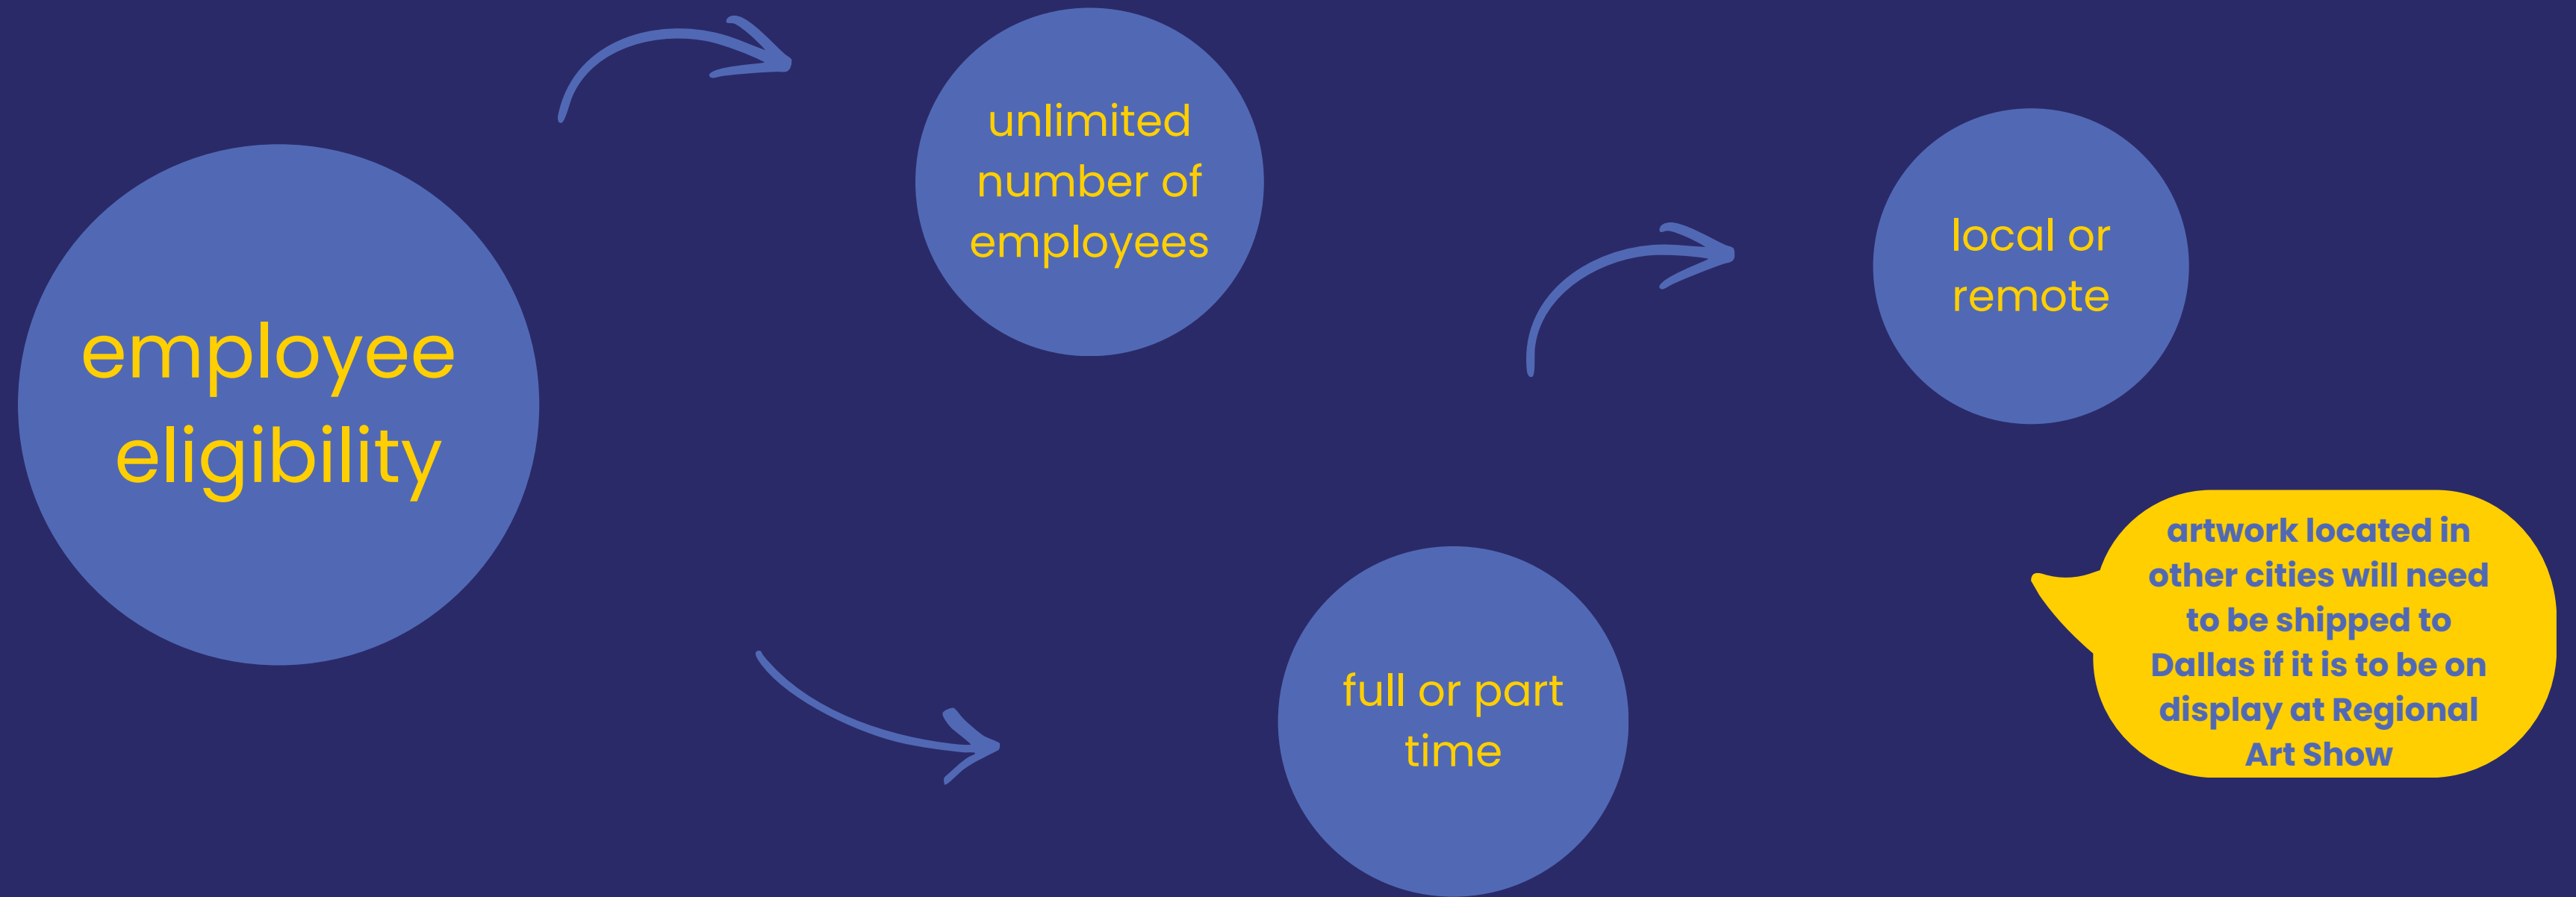 employee
eligibility
unlimited
number of
employees
full or part
time
local or
remote
artwork located in
other cities will need
to be shipped to
Dallas if it is to be on
display at Regional
Art Show